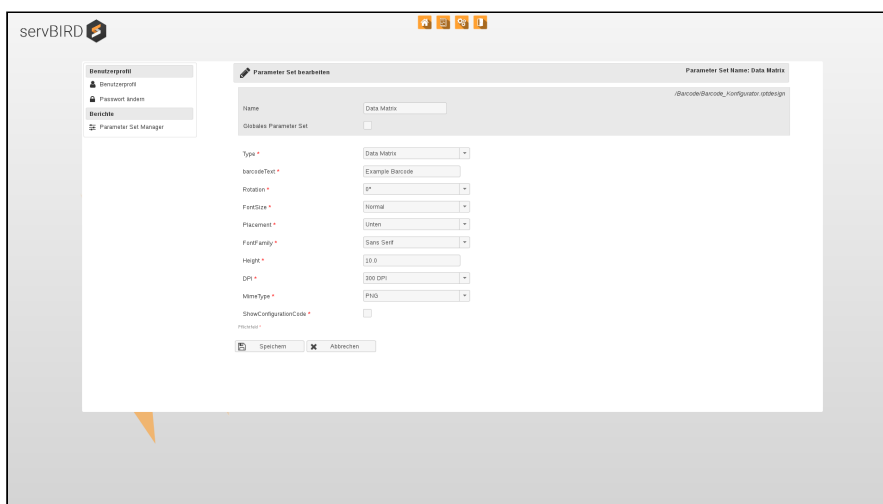 servBIRD
Benutzerprofil
Benutzerprofil
Passwort ändern
Berichte
Parameter Set Manager
Parameter Set bearbeiten
Parameter Set Name: Data Matrix
/Barcode/Barcode_Konfigurator.rptdesign
Name Data Matrix
Globales Parameter Set
Type * Data Matrix
barcodeText * Example Barcode
Rotation * 0°
FontSize * Normal
Placement * Unten
FontFamily * Sans Serif
Height * 10.0
DPI * 300 DPI
MimeType * PNG
ShowConfigurationCode *
Pflichtfeld *
Speichern Abbrechen